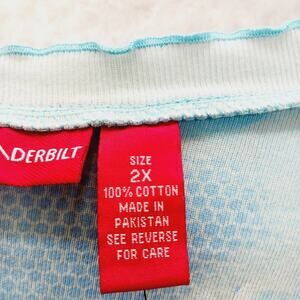 DERBILT
SIZE
2X
100% COTTON
MADE IN
PAKISTAN
SEE REVERSE
FOR CARE